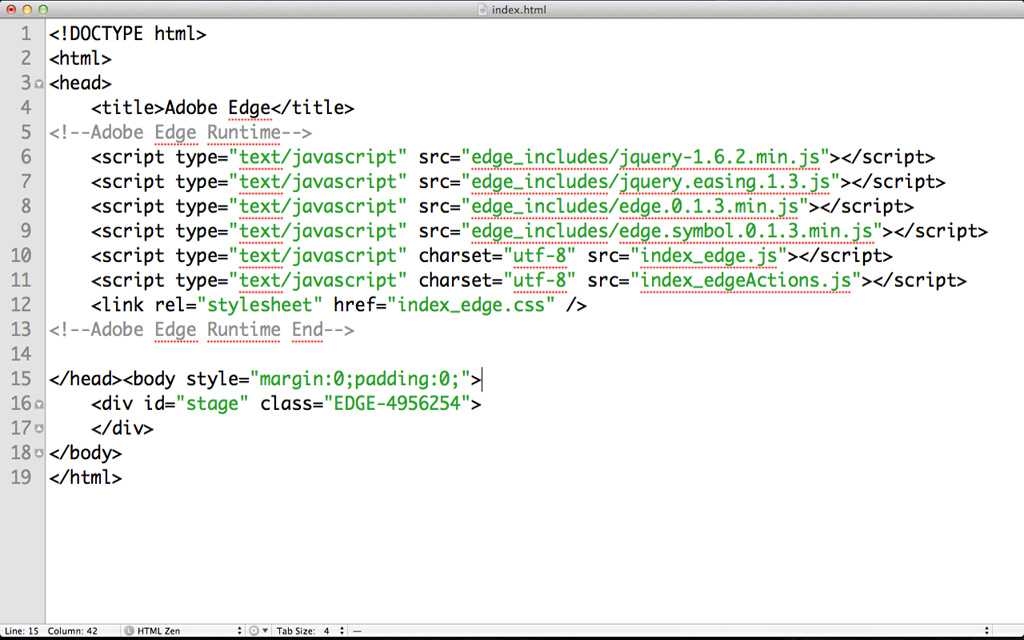 index.html
1 <!DOCTYPE html>
2 <html>
3 <head>
4 <title>Adobe Edge</title>
5 <!--Adobe Edge Runtime-->
6 <script type="text/javascript" src="edge_includes/jquery-1.6.2.min.js"></script>
7 <script type="text/javascript" src="edge_includes/jquery.easing.1.3.js"></script>
8 <script type="text/javascript" src="edge_includes/edge.0.1.3.min.js"></script>
9 <script type="text/javascript" src="edge_includes/edge.symbol.0.1.3.min.js"></script>
10 <script type="text/javascript" charset="utf-8" src="index_edge.js"></script>
11 <script type="text/javascript" charset="utf-8" src="index_edgeActions.js"></script>
12 <link rel="stylesheet" href="index_edge.css" />
13 <!--Adobe Edge Runtime End-->
14
15 </head><body style="margin:0;padding:0;">
16 <div id="stage" class="EDGE-4956254">
17 </div>
18 </body>
19 </html>
Line: 15 Column: 42 L HTML Zen Tab Size: 4 —